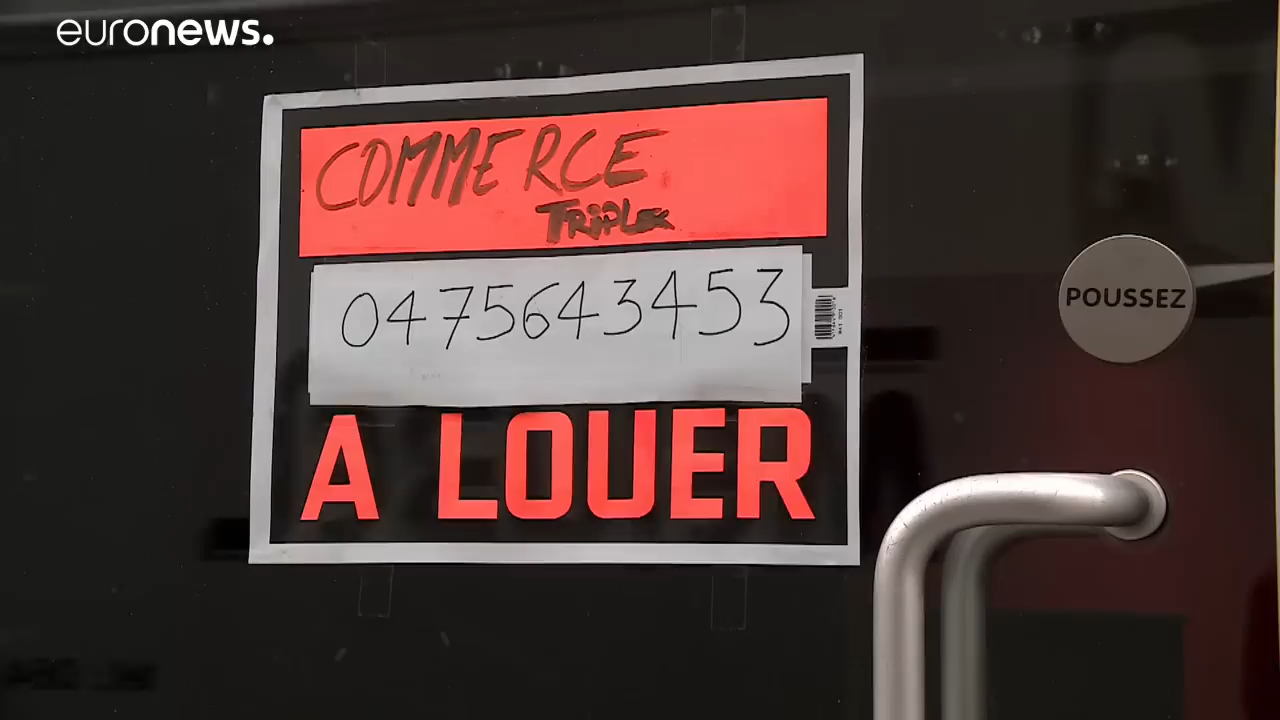 euronews.
COMMERCE
TRiPLex
0475643453
A LOUER
POUSSEZ